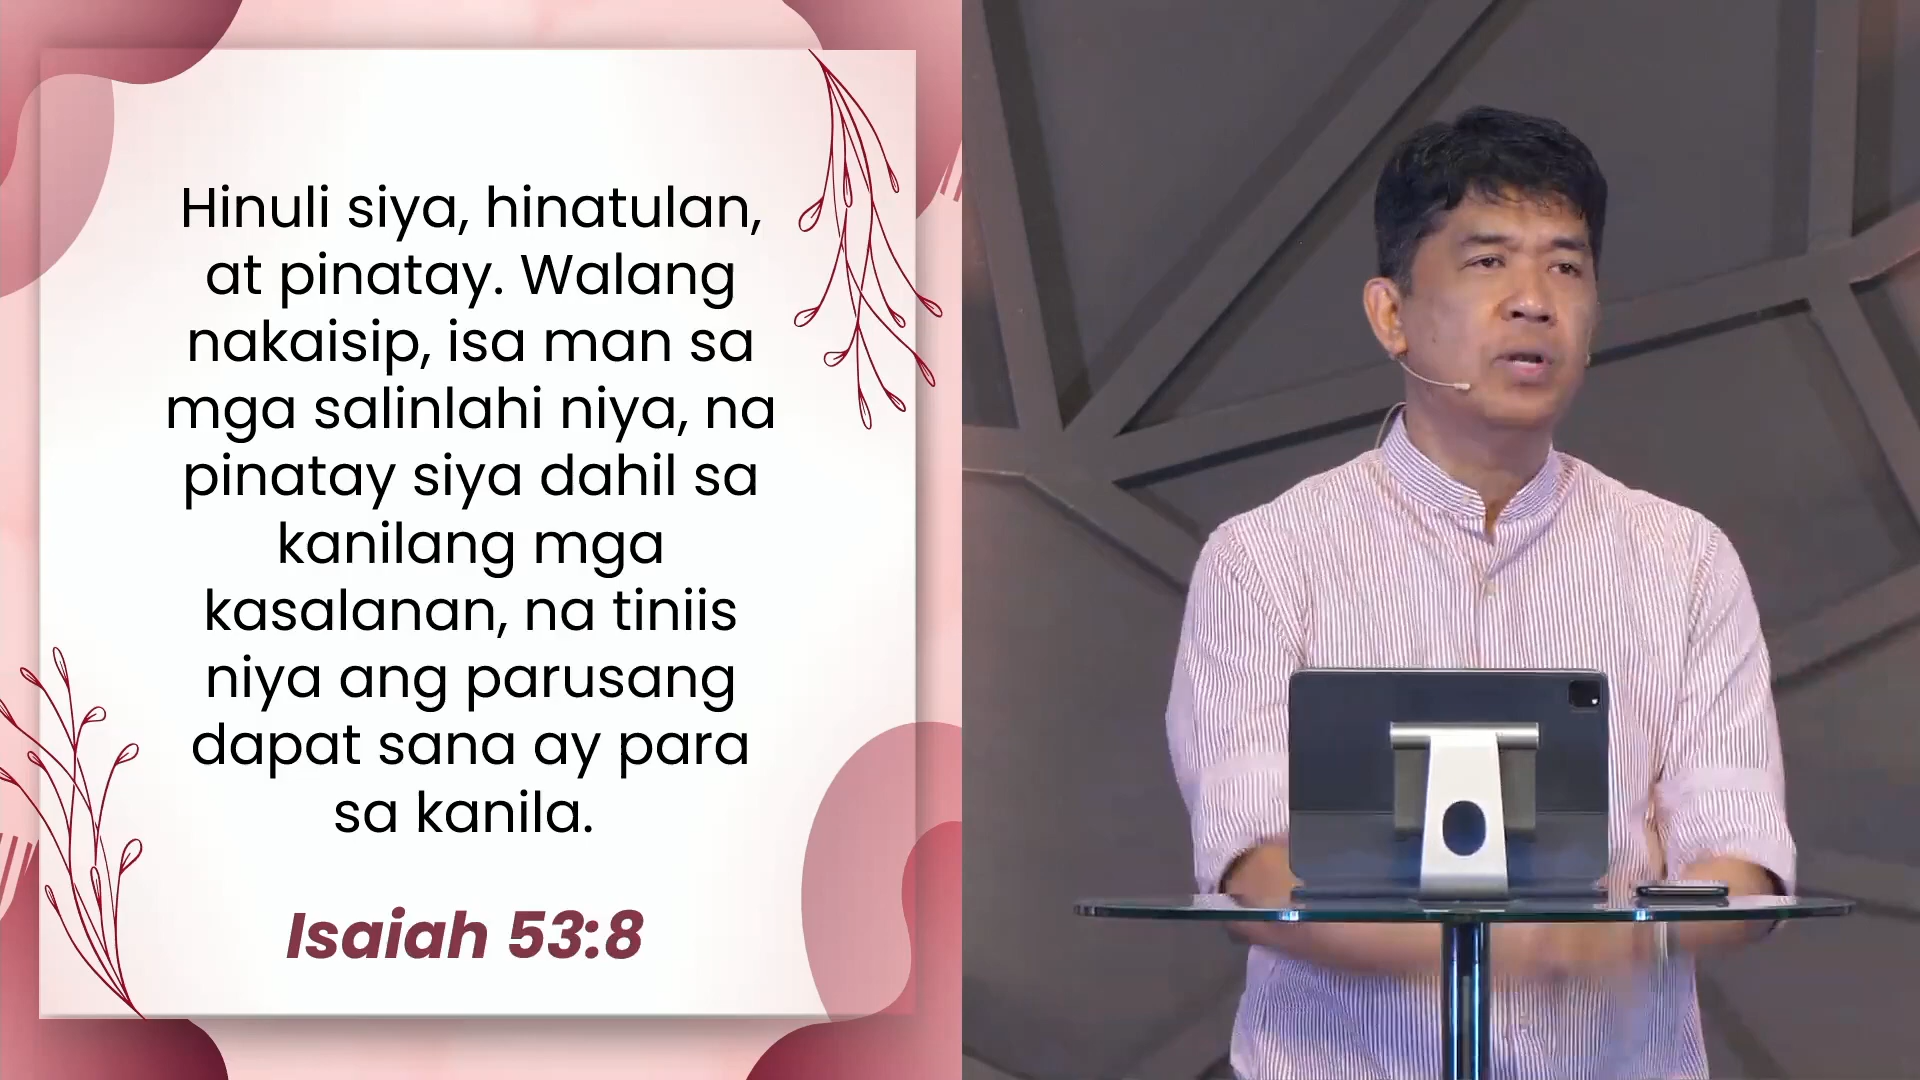 Hinuli siya, hinatulan,
at pinatay. Walang
nakaisip, isa man sa
mga salinlahi niya, na
pinatay siya dahil sa
kanilang mga
kasalanan, na tiniis
niya ang parusang
dapat sana ay para
sa kanila.
Isaiah 53:8